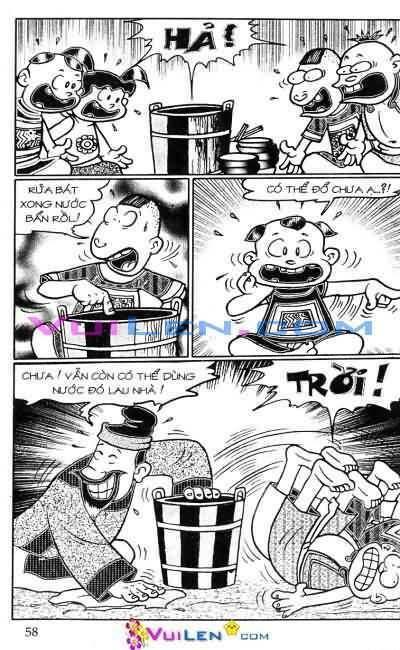 HẢ!
RỬA BÁT
XONG NƯỚC
BẨN RỒI..!
CÓ THỂ ĐỔ CHƯA Ạ...?!
VUILEN.COM
CHƯA! VẪN CÒN CÓ THỂ DÙNG
NƯỚC ĐÓ LAU NHÀ!
TRỜI!
58
VUILEN.COM